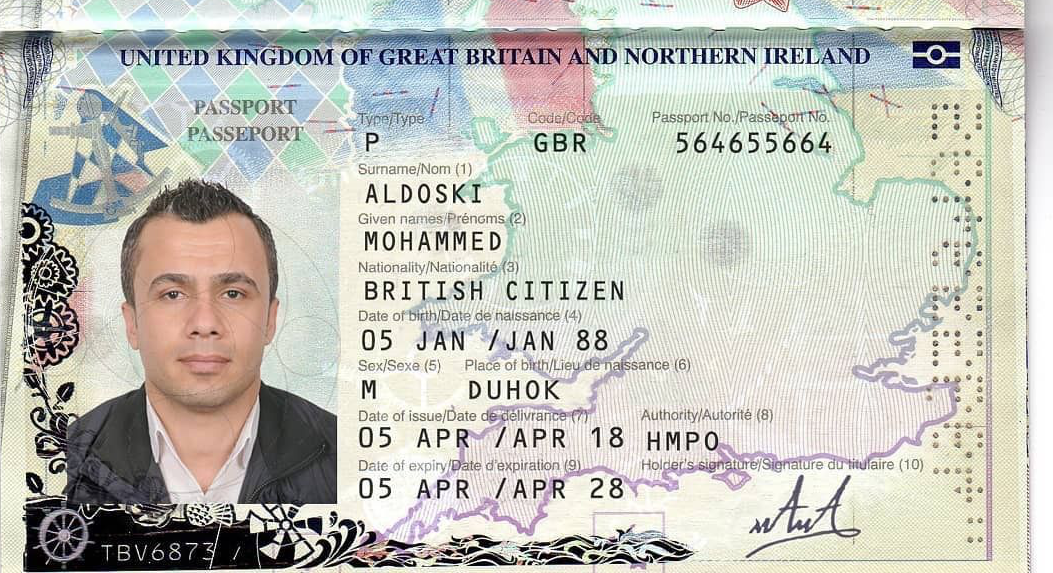 UNITED KINGDOM OF GREAT BRITAIN AND NORTHERN IRELAND
PASSPORT
PASSEPORT
Type/Type Code/Code Passport No./Passeport No.
P GBR 564655664
Surname/Nom (1)
ALDOSKI
Given names/Prénoms (2)
MOHAMMED
Nationality/Nationalité (3)
BRITISH CITIZEN
Date of birth/Date de naissance (4)
05 JAN /JAN 88
Sex/Sexe (5) Place of birth/Lieu de naissance (6)
M DUHOK
Date of issue/Date de délivrance (7) Authority/Autorité (8)
05 APR /APR 18 HMPO
Date of expiry/Date d'expiration (9) Holder's signature/Signature du titulaire (10)
05 APR /APR 28
TBV6873 /